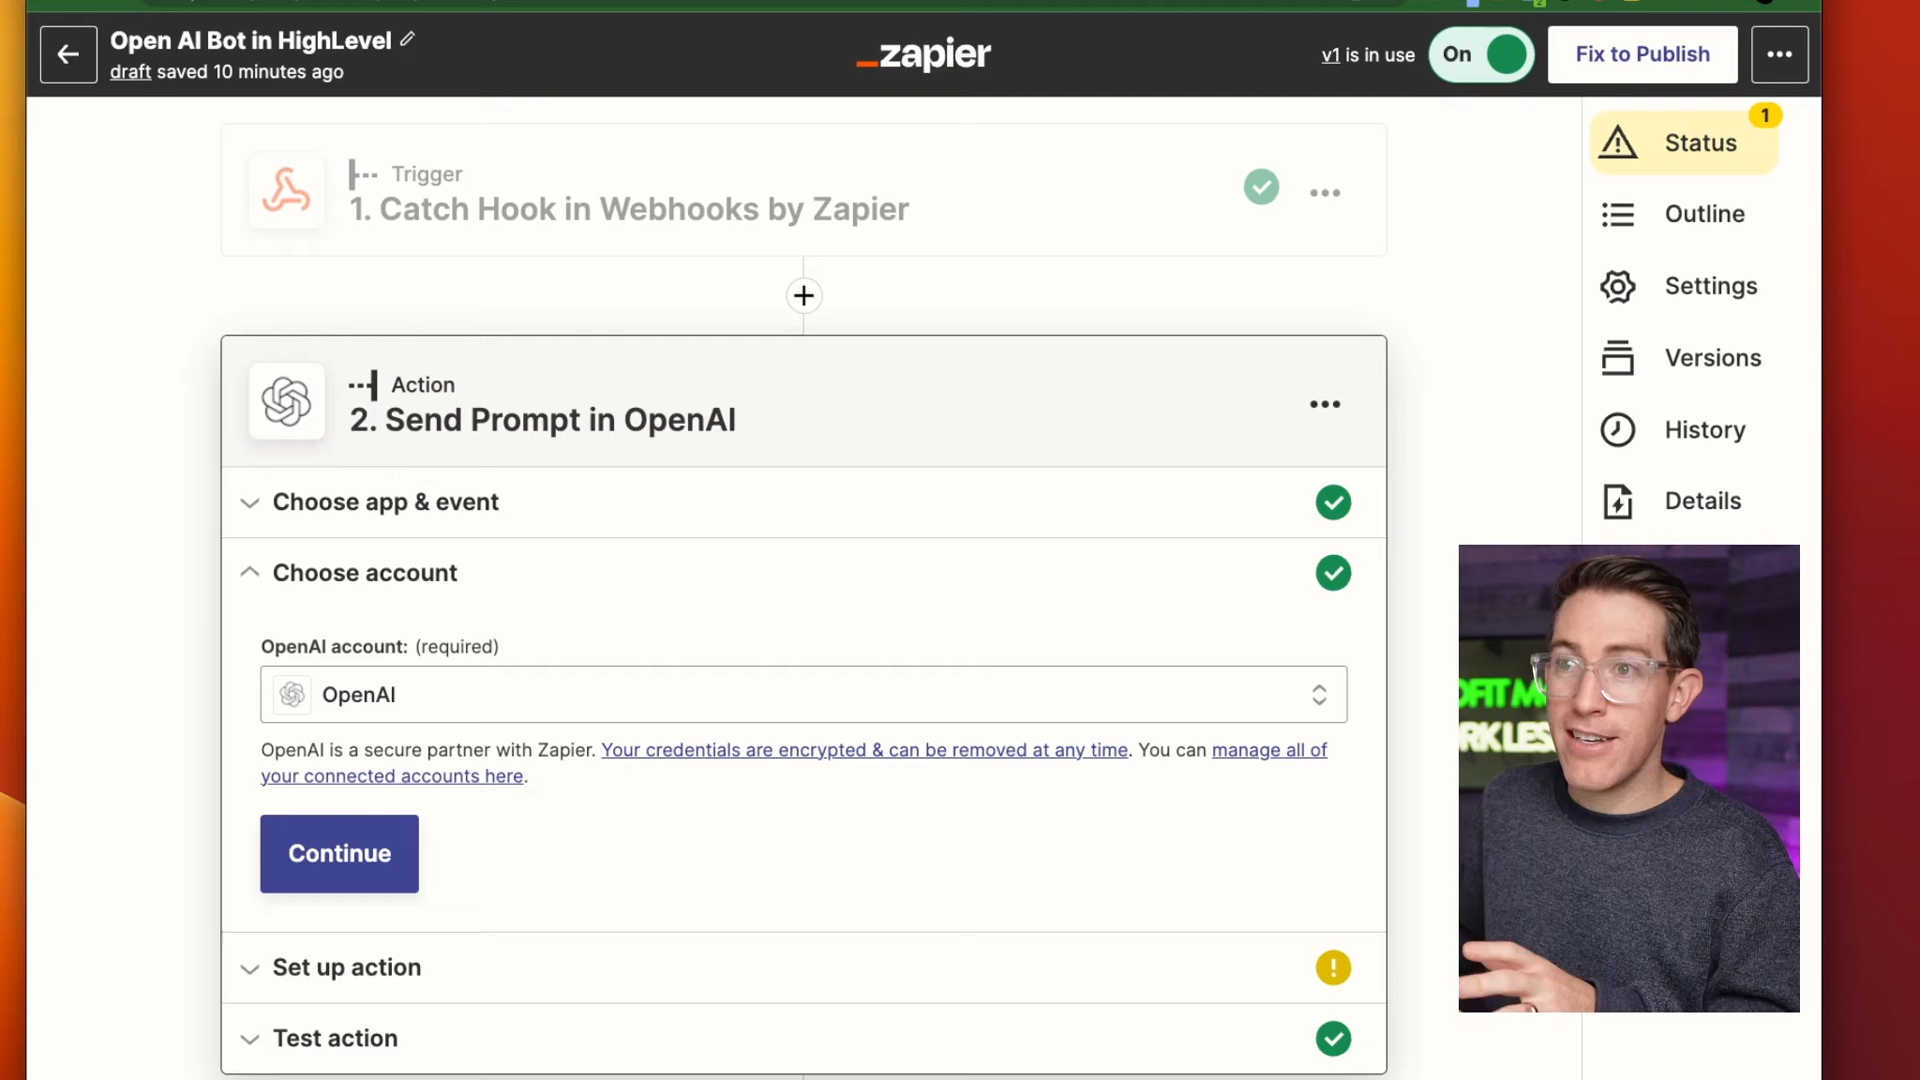 Open AI Bot in HighLevel
draft saved 10 minutes ago
zapier
v1 is in use
On
Fix to Publish
Trigger
1. Catch Hook in Webhooks by Zapier
1
Status
Outline
Settings
Versions
History
Details
Action
2. Send Prompt in OpenAI
Choose app & event
Choose account
OpenAI account: (required)
OpenAI
OpenAI is a secure partner with Zapier. Your credentials are encrypted & can be removed at any time. You can manage all of
your connected accounts here.
Continue
Set up action
Test action